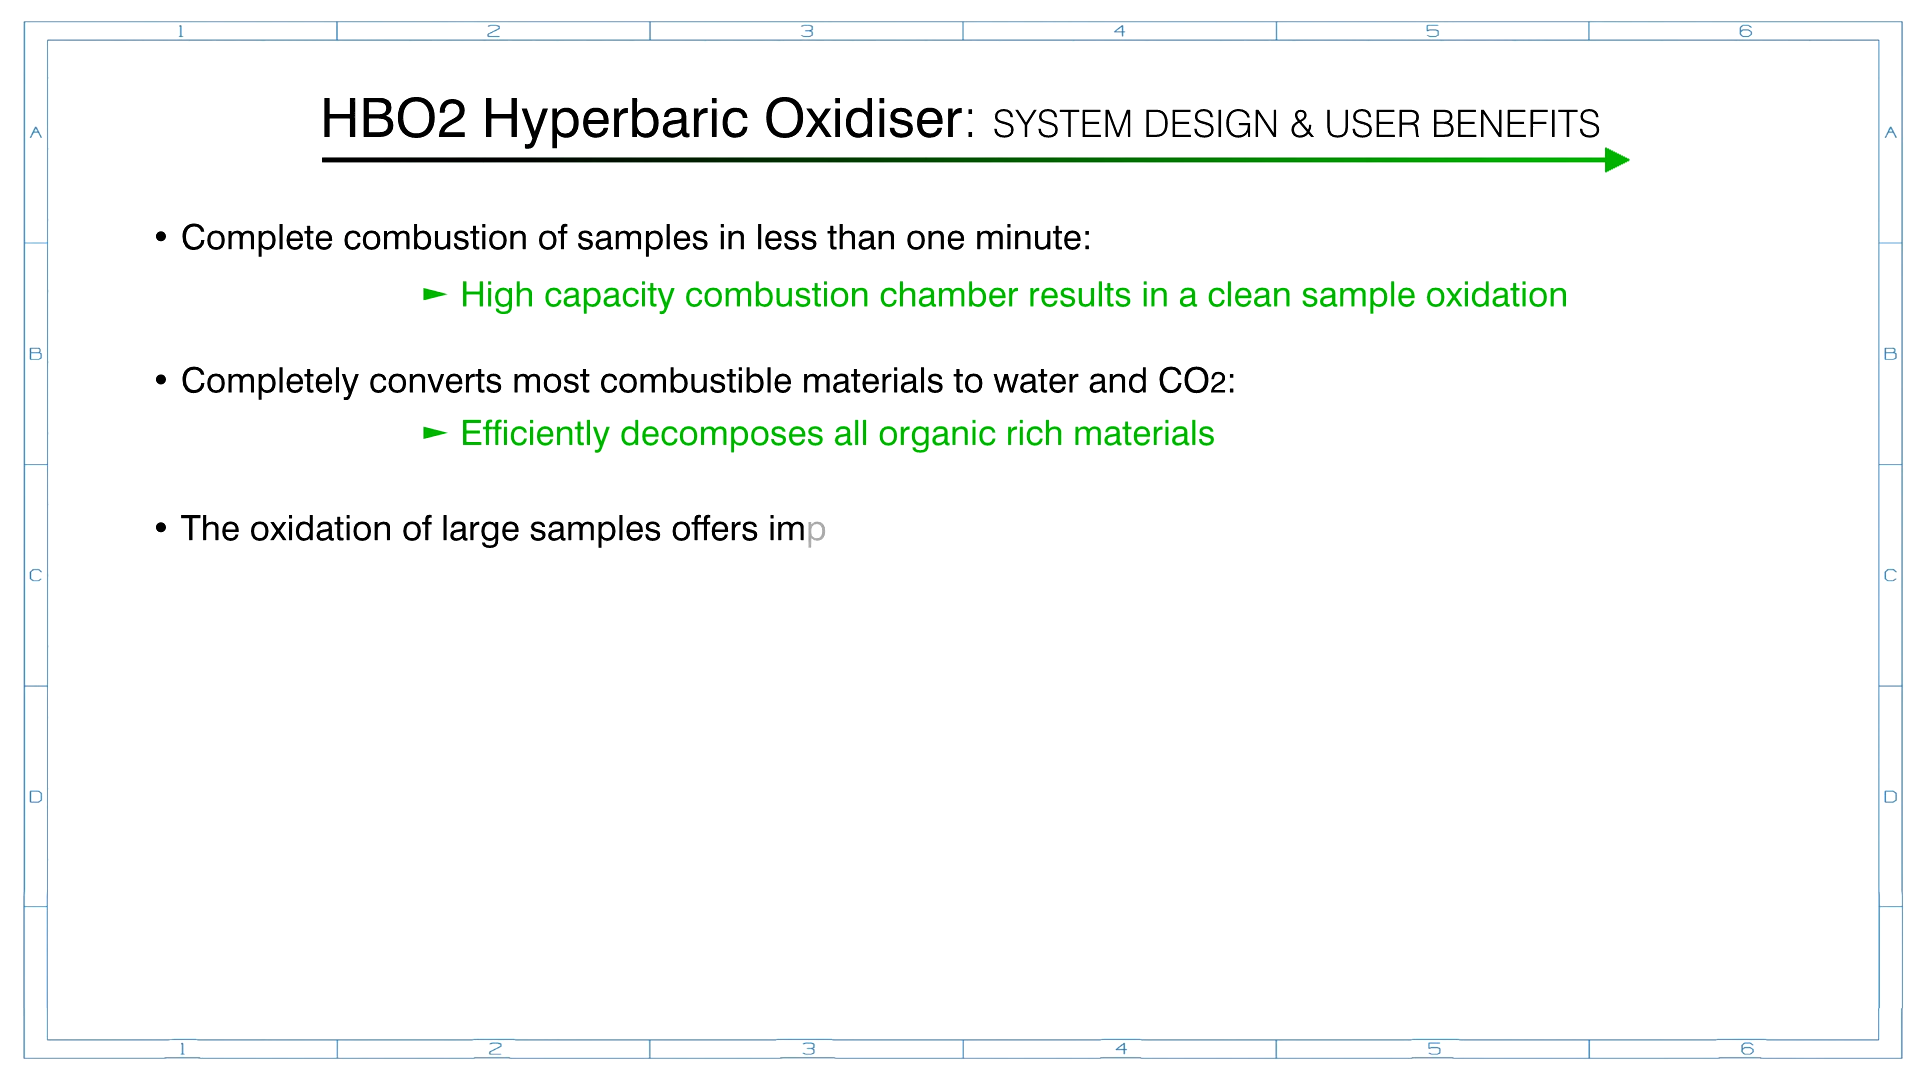 1 2 3 4 5 6
HBO2 Hyperbaric Oxidiser: SYSTEM DESIGN & USER BENEFITS
A A
• Complete combustion of samples in less than one minute:
► High capacity combustion chamber results in a clean sample oxidation
B B
• Completely converts most combustible materials to water and CO2:
► Efficiently decomposes all organic rich materials
• The oxidation of large samples offers imp
C C
D D
1 2 3 4 5 6